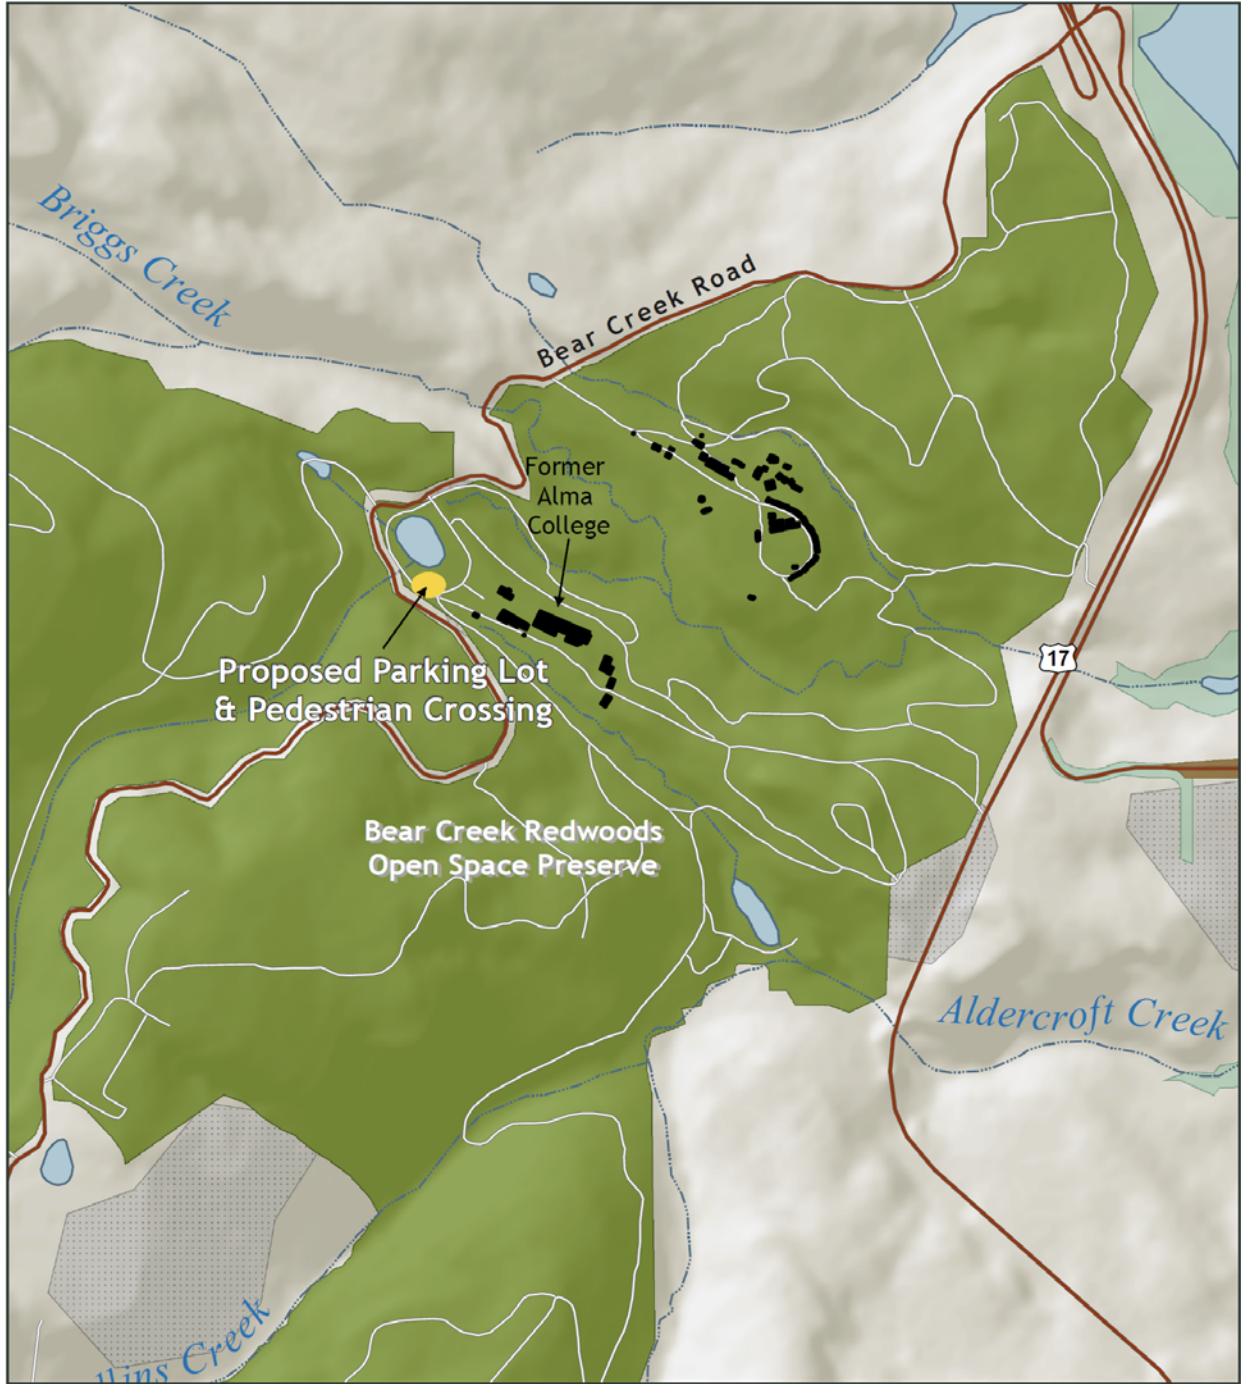 Briggs Creek
Bear Creek Road
Former
Alma
College
17
Proposed Parking Lot
& Pedestrian Crossing
Bear Creek Redwoods
Open Space Preserve
Aldercroft Creek
Creek